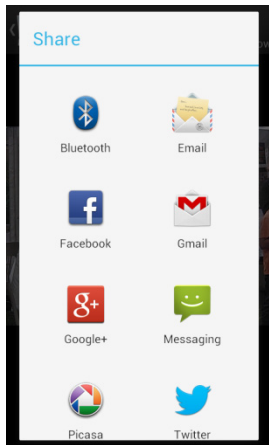 Share
Bluetooth
Email
Facebook
Gmail
Google+
Messaging
Picasa
Twitter